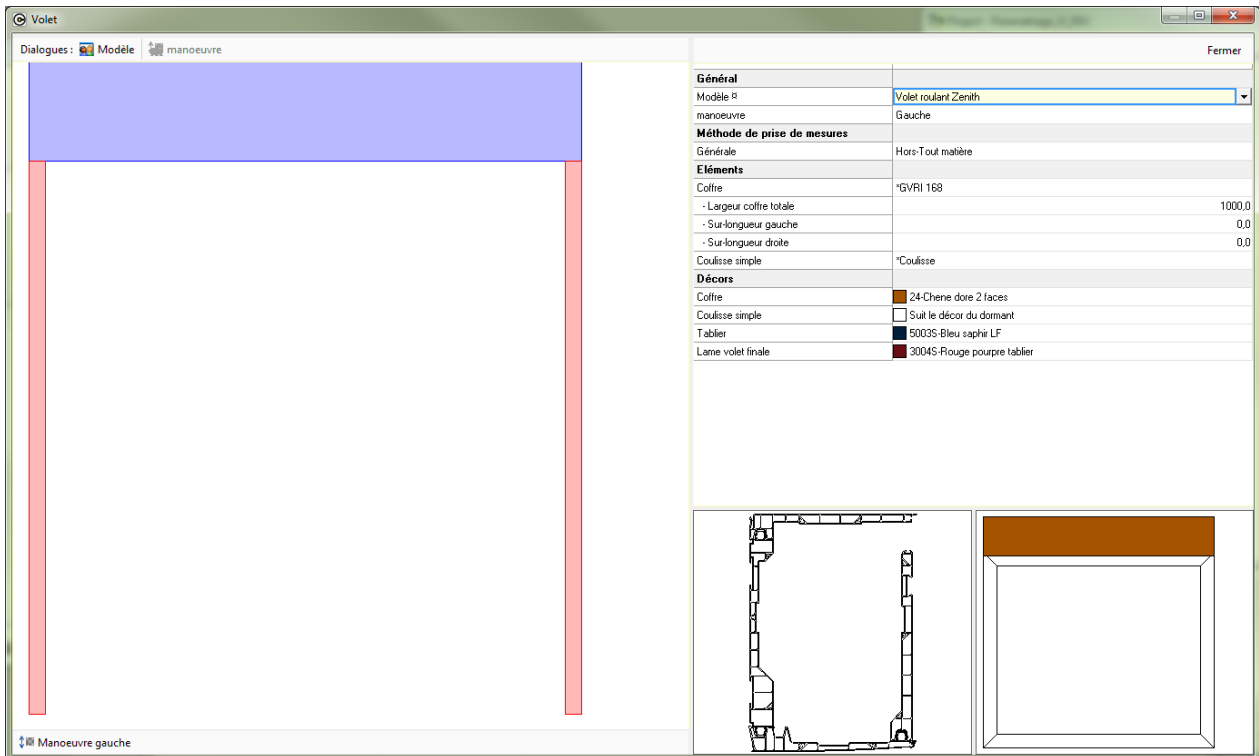 Volet
Dialogues : Modèle manoeuvre
Fermer
Général
Modèle ¤ Volet roulant Zenith
manoeuvre Gauche
Méthode de prise de mesures
Générale Hors-Tout matière
Eléments
Coffre *GVRI 168
- Largeur coffre totale 1000,0
- Sur-longueur gauche 0,0
- Sur-longueur droite 0,0
Coulisse simple *Coulisse
Décors
Coffre 24-Chene dore 2 faces
Coulisse simple Suit le décor du dormant
Tablier 5003S-Bleu saphir LF
Lame volet finale 3004S-Rouge pourpre tablier
Manoeuvre gauche